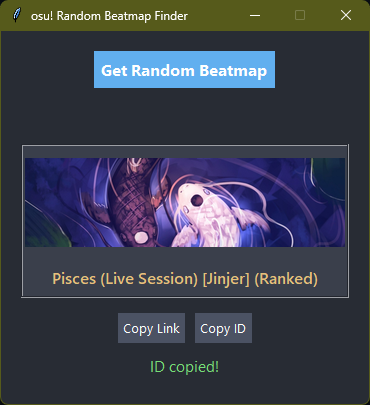 osu! Random Beatmap Finder
Get Random Beatmap
Pisces (Live Session) [Jinjer] (Ranked)
Copy Link Copy ID
ID copied!